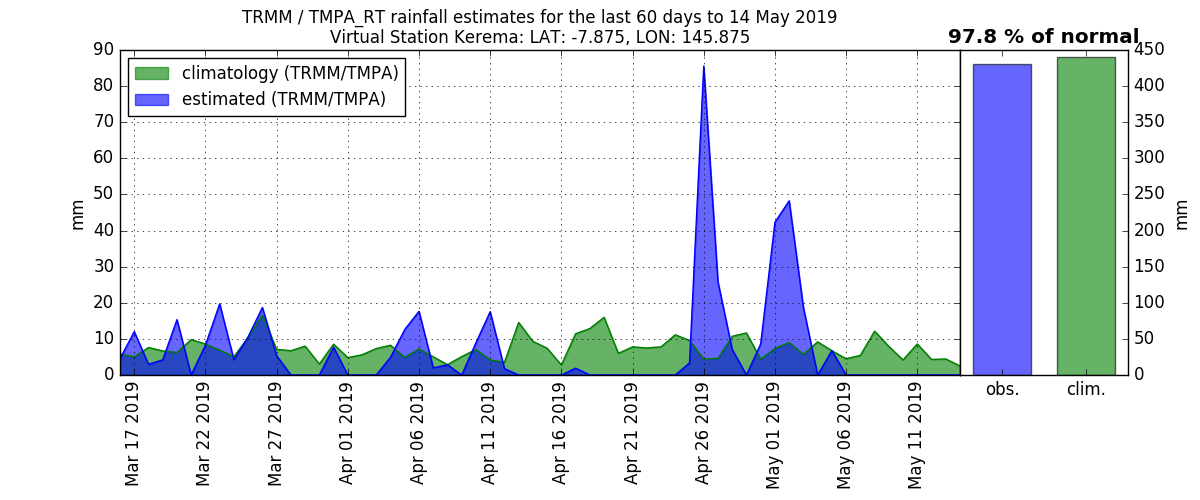 TRMM / TMPA_RT rainfall estimates for the last 60 days to 14 May 2019
Virtual Station Kerema: LAT: -7.875, LON: 145.875
97.8 % of normal
climatology (TRMM/TMPA)
estimated (TRMM/TMPA)
mm
90
80
70
60
50
40
30
20
10
0
Mar 17 2019
Mar 22 2019
Mar 27 2019
Apr 01 2019
Apr 06 2019
Apr 11 2019
Apr 16 2019
Apr 21 2019
Apr 26 2019
May 01 2019
May 06 2019
May 11 2019
obs.
clim.
450
400
350
300
250
200
150
100
50
0
mm